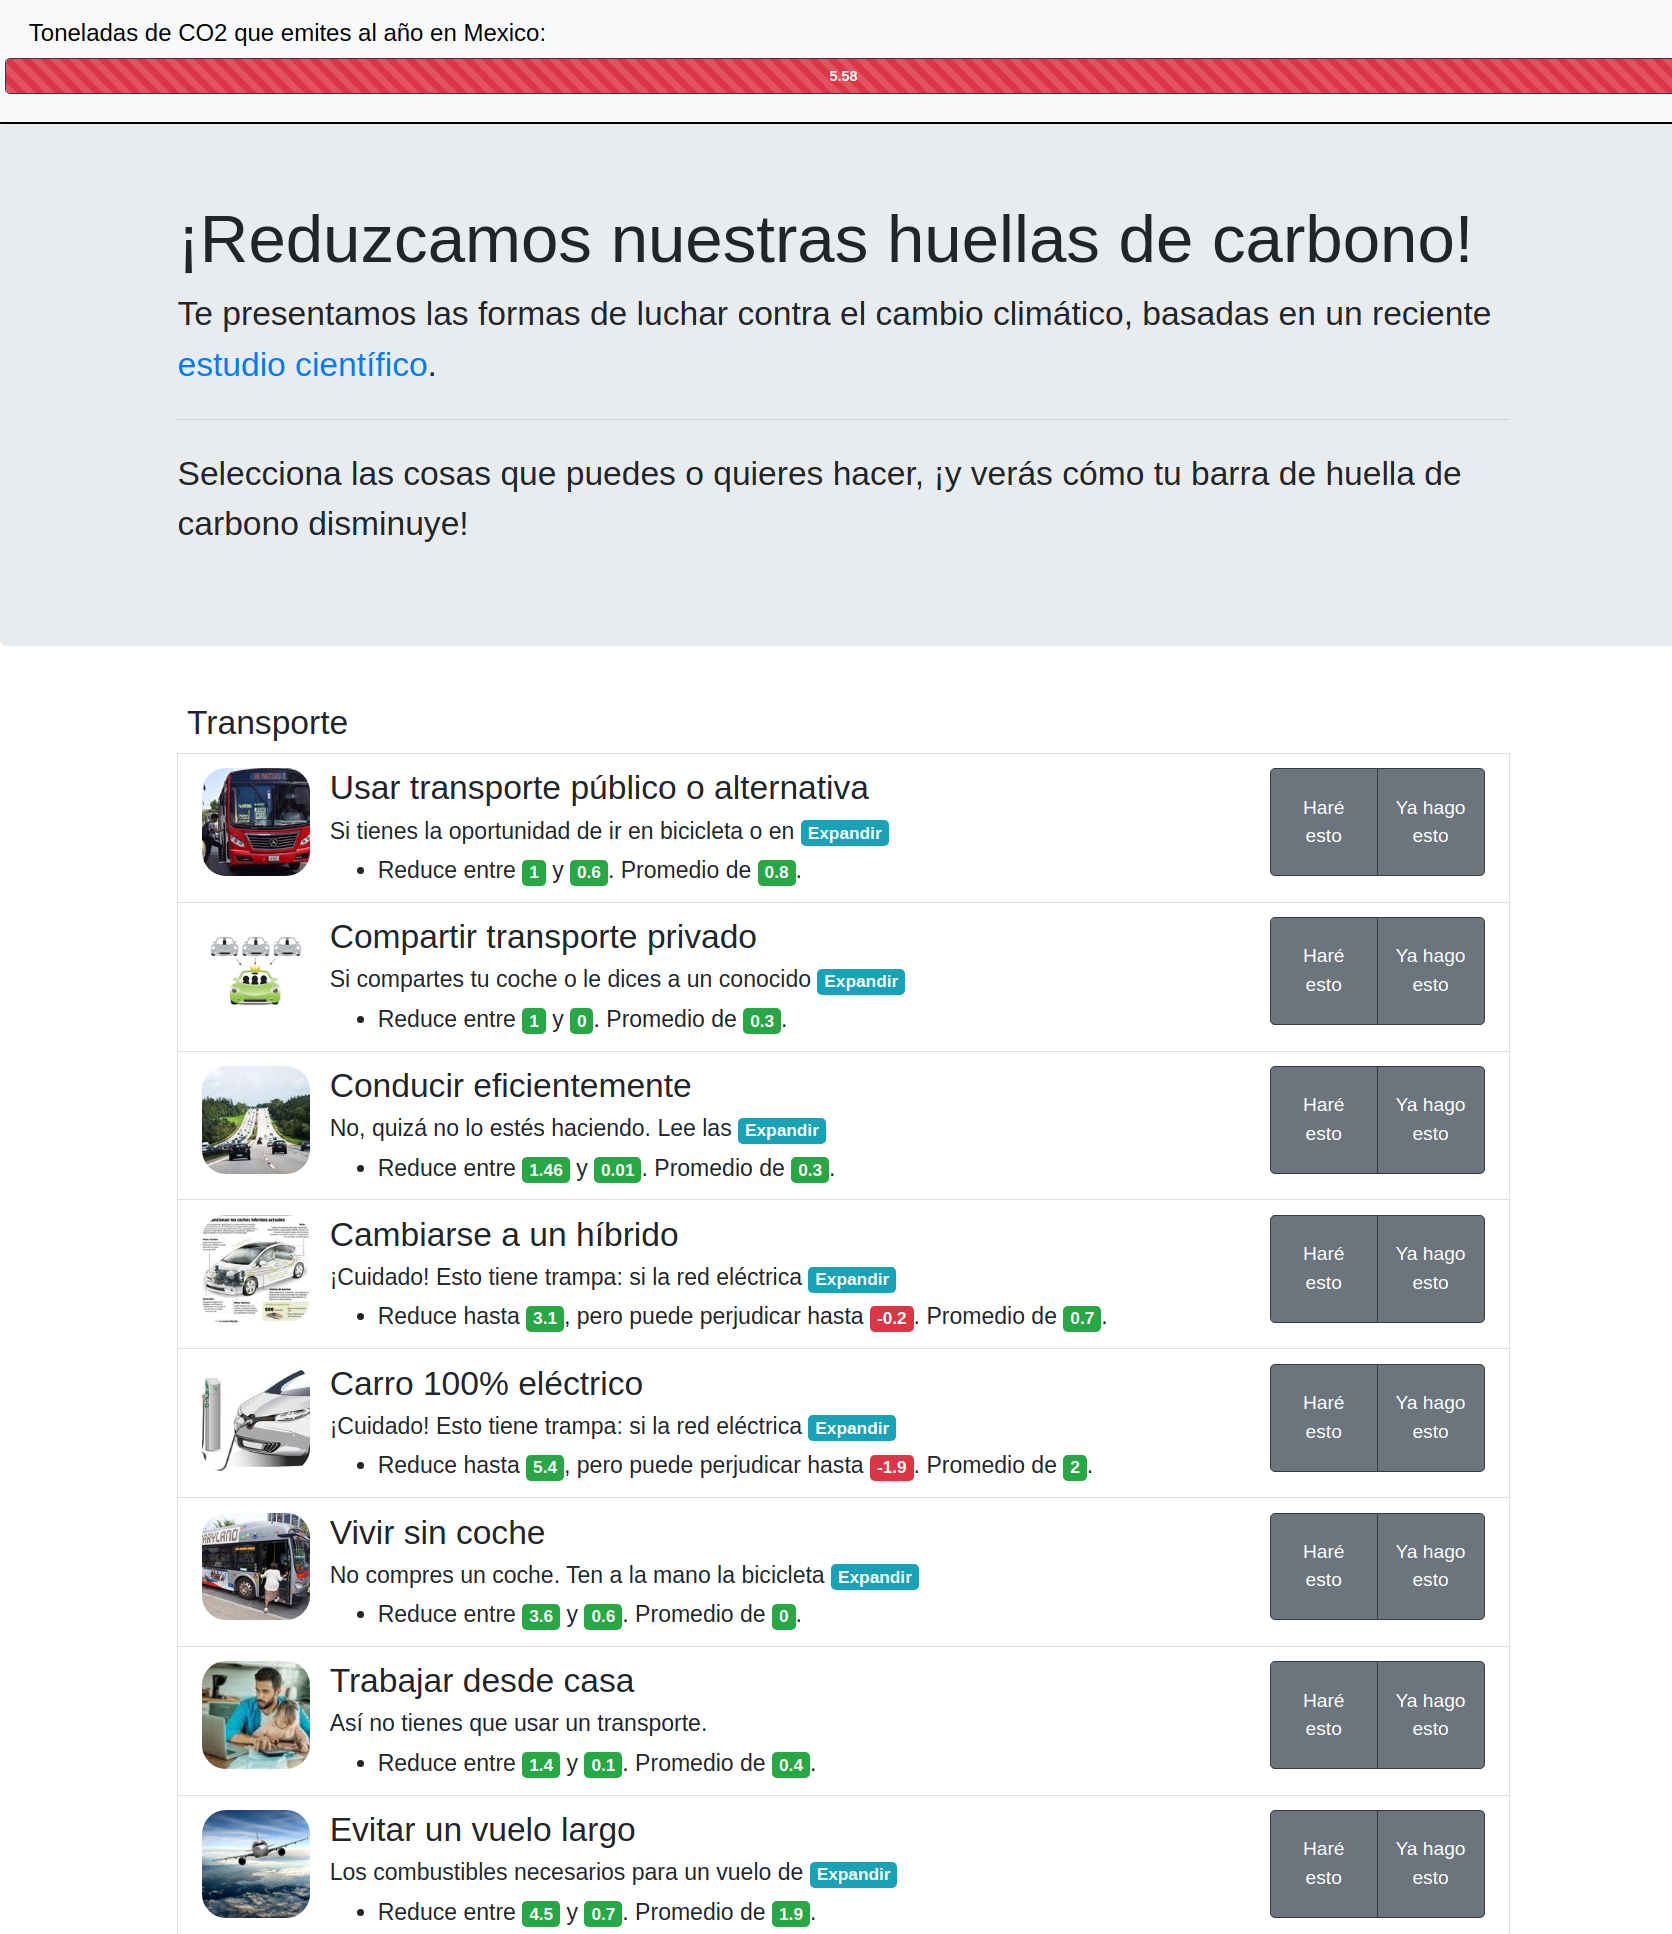 Toneladas de CO2 que emites al año en Mexico:
5.58
¡Reduzcamos nuestras huellas de carbono!
Te presentamos las formas de luchar contra el cambio climático, basadas en un reciente
estudio científico.
Selecciona las cosas que puedes o quieres hacer, ¡y verás cómo tu barra de huella de
carbono disminuye!
Transporte
Usar transporte público o alternativa
Si tienes la oportunidad de ir en bicicleta o en Expandir
Reduce entre 1 y 0.6. Promedio de 0.8.
Haré
esto
Ya hago
esto
Compartir transporte privado
Si compartes tu coche o le dices a un conocido Expandir
Reduce entre 1 y 0. Promedio de 0.3.
Haré
esto
Ya hago
esto
Conducir eficientemente
No, quizá no lo estés haciendo. Lee las Expandir
Reduce entre 1.46 y 0.01. Promedio de 0.3.
Haré
esto
Ya hago
esto
Cambiarse a un híbrido
¡Cuidado! Esto tiene trampa: si la red eléctrica Expandir
Reduce hasta 3.1, pero puede perjudicar hasta -0.2. Promedio de 0.7.
Haré
esto
Ya hago
esto
Carro 100% eléctrico
¡Cuidado! Esto tiene trampa: si la red eléctrica Expandir
Reduce hasta 5.4, pero puede perjudicar hasta -1.9. Promedio de 2.
Haré
esto
Ya hago
esto
Vivir sin coche
No compres un coche. Ten a la mano la bicicleta Expandir
Reduce entre 3.6 y 0.6. Promedio de 0.
Haré
esto
Ya hago
esto
Trabajar desde casa
Así no tienes que usar un transporte.
Reduce entre 1.4 y 0.1. Promedio de 0.4.
Haré
esto
Ya hago
esto
Evitar un vuelo largo
Los combustibles necesarios para un vuelo de Expandir
Reduce entre 4.5 y 0.7. Promedio de 1.9.
Haré
esto
Ya hago
esto